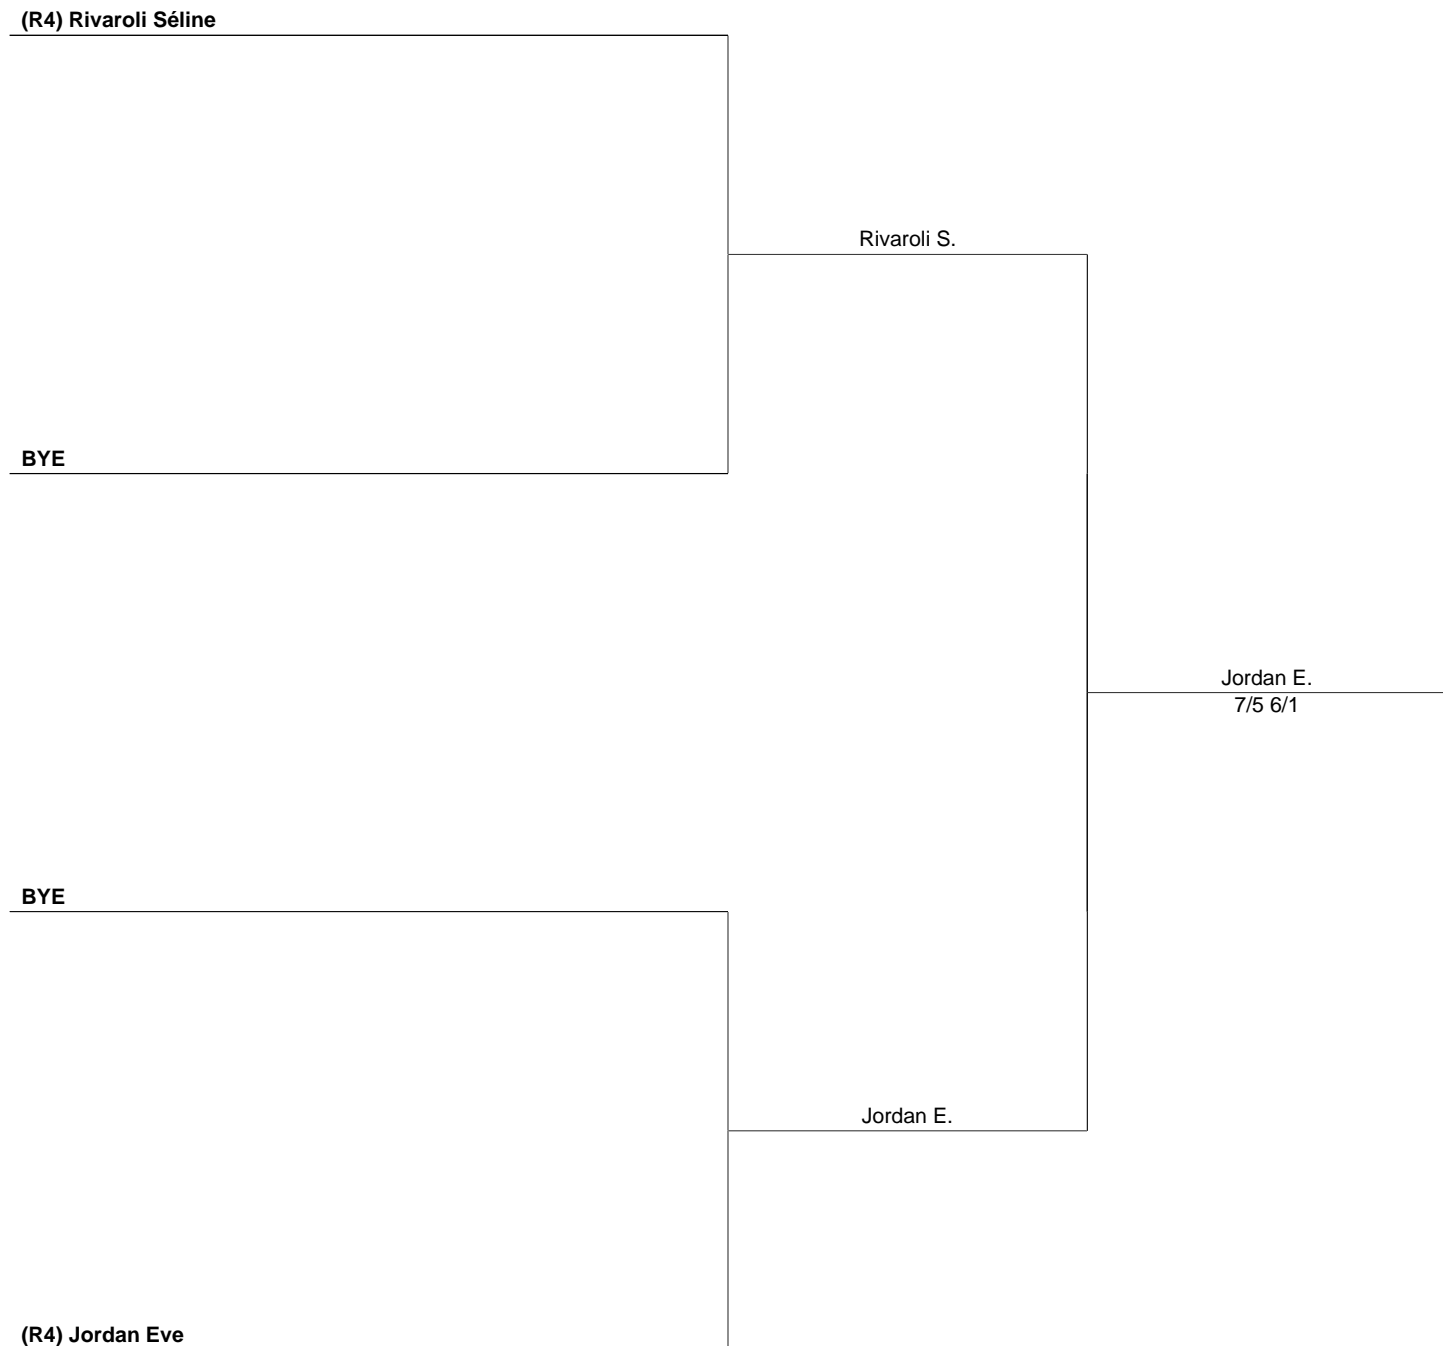 (R4) Rivaroli Séline
Rivaroli S.
BYE
Jordan E.
7/5 6/1
BYE
Jordan E.
(R4) Jordan Eve